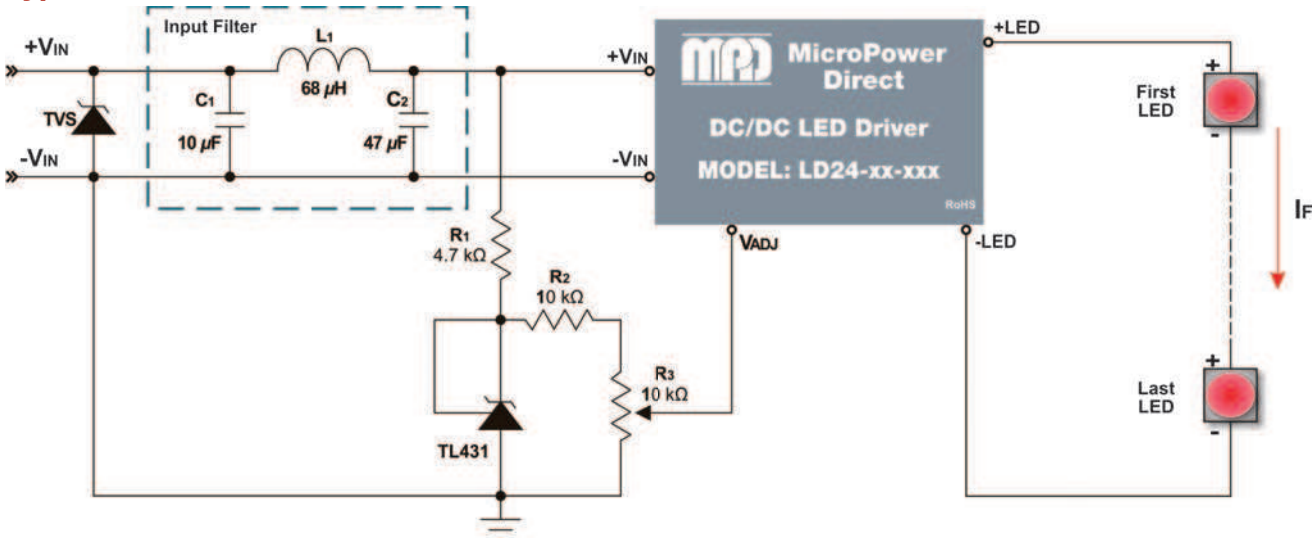 Input Filter
L1
68 µH
+VIN
TVS
-VIN
C1
10 µF
C2
47 µF
+VIN
-VIN
MPD
MicroPower
Direct
DC/DC LED Driver
MODEL: LD24-xx-xxx
RoHS
VADJ
+LED
-LED
+
First
LED
-
IF
+
Last
LED
-
R1
4.7 kΩ
R2
10 kΩ
R3
10 kΩ
TL431